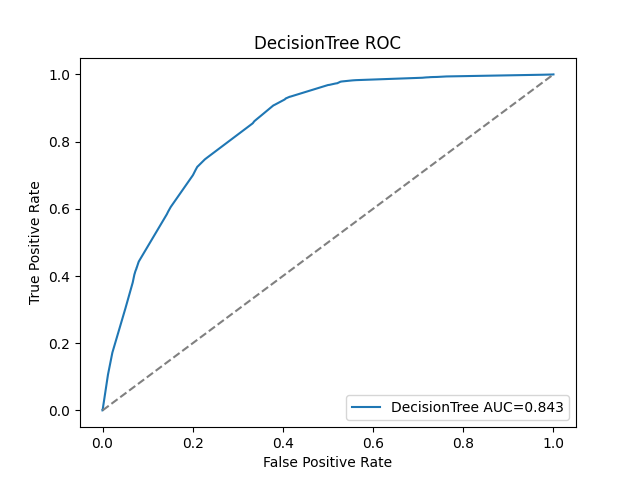 DecisionTree ROC
1.0
0.8
0.6
0.4
0.2
0.0
True Positive Rate
DecisionTree AUC=0.843
0.0 0.2 0.4 0.6 0.8 1.0
False Positive Rate